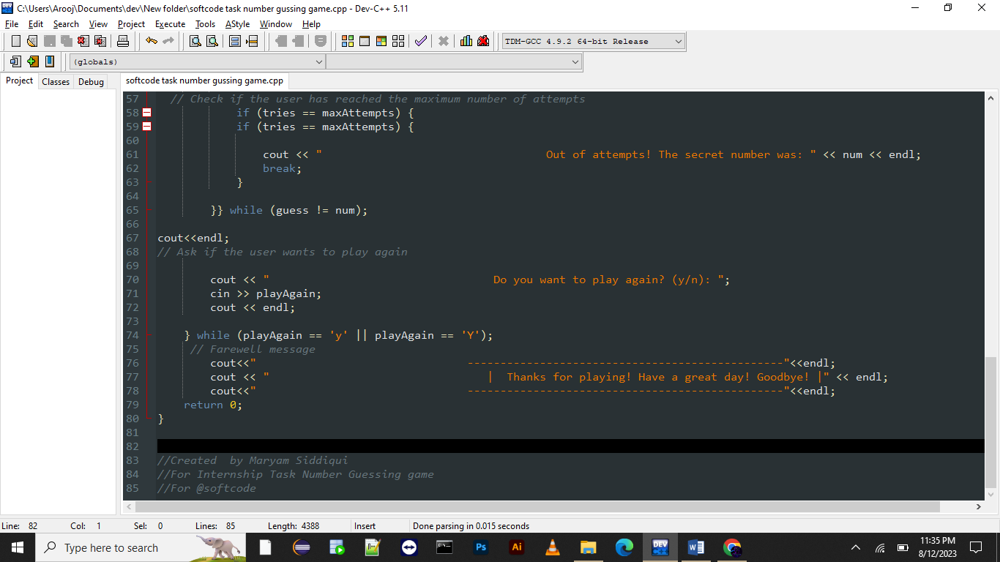 C:\Users\Arooj\Documents\dev\New folder\softcode task number gussing game.cpp - Dev-C++ 5.11
File Edit Search View Project Execute Tools AStyle Window Help
TDM-GCC 4.9.2 64-bit Release
(globals)
Project Classes Debug
softcode task number gussing game.cpp
57 // Check if the user has reached the maximum number of attempts
58 if (tries == maxAttempts) {
59 if (tries == maxAttempts) {
60
61 cout << " Out of attempts! The secret number was: " << num << endl;
62 break;
63 }
64
65 }} while (guess != num);
66
67 cout<<endl;
68 // Ask if the user wants to play again
69
70 cout << " Do you want to play again? (y/n): ";
71 cin >> playAgain;
72 cout << endl;
73
74 } while (playAgain == 'y' || playAgain == 'Y');
75 // Farewell message
76 cout<<" ------------------------------------------------"<<endl;
77 cout << " | Thanks for playing! Have a great day! Goodbye! |" << endl;
78 cout<<" ------------------------------------------------"<<endl;
79 return 0;
80 }
81
82
83 //Created  by Maryam Siddiqui
84 //For Internship Task Number Guessing game
85 //For @softcode
Line: 82 Col: 1 Sel: 0 Lines: 85 Length: 4388 Insert Done parsing in 0.015 seconds
Type here to search
Ps
Ai
DEV
W
11:35 PM
8/12/2023